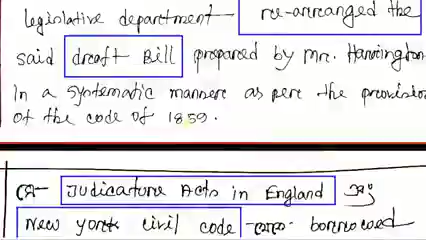 legislative department - re-arranged the
said draft Bill prepared by Mr. Harrington
In a systematic manner as per the provision
of the code of 1859.
Judicature Acts in England
New york civil code borrowed